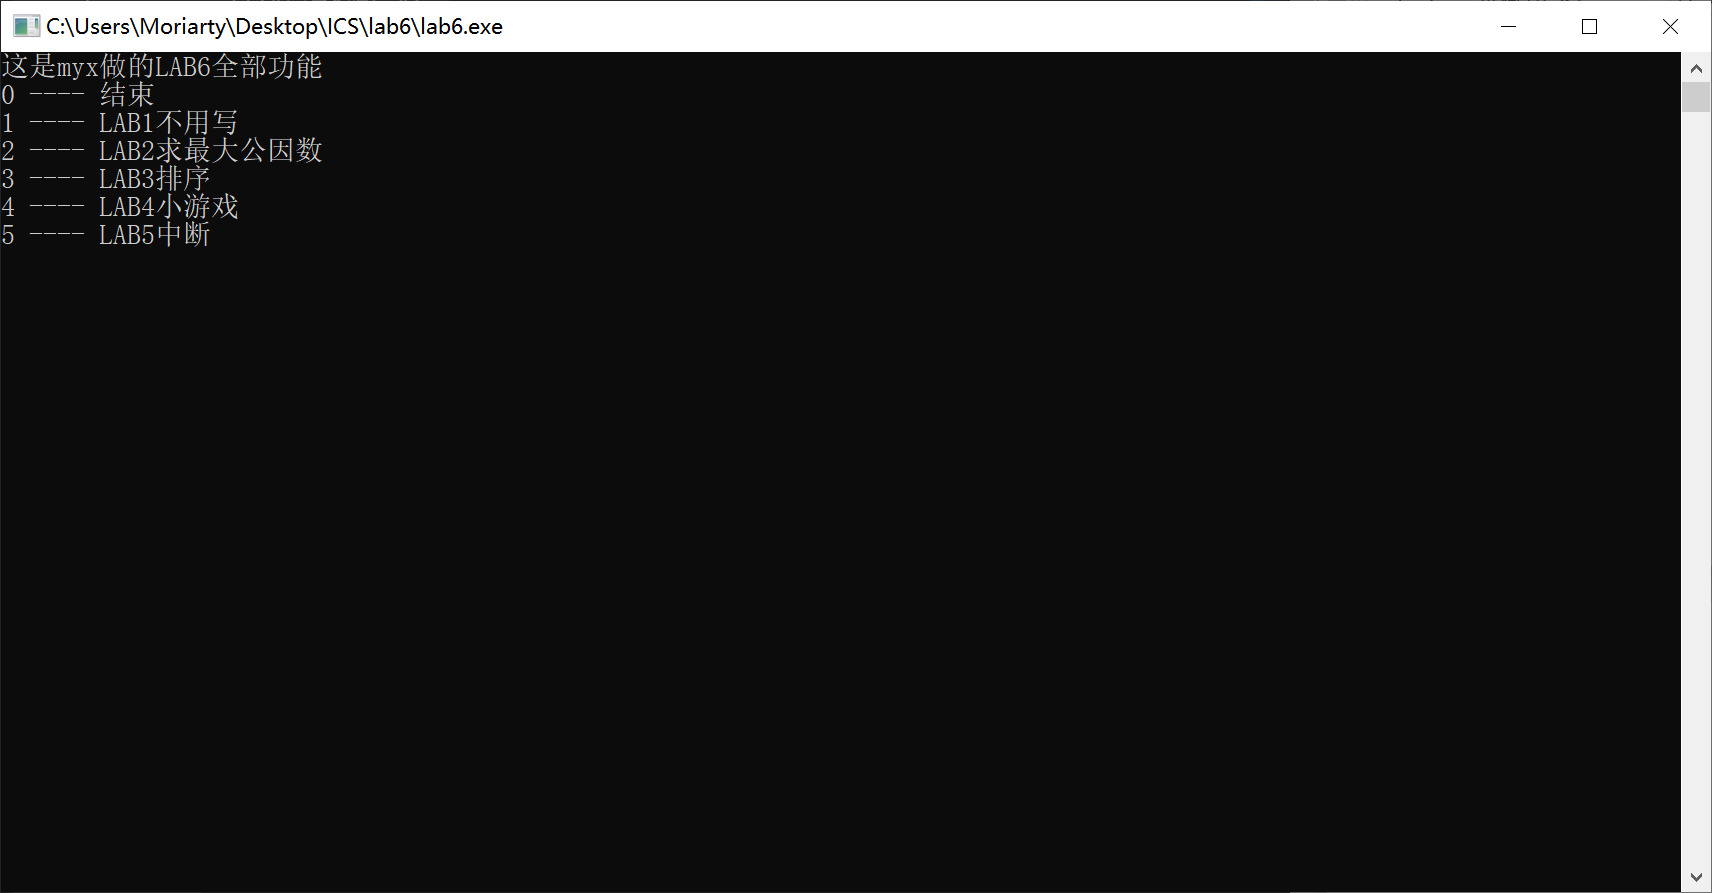 C:\Users\Moriarty\Desktop\ICS\lab6\lab6.exe
这是myx做的LAB6全部功能
0 ---- 结束
1 ---- LAB1不用写
2 ---- LAB2求最大公因数
3 ---- LAB3排序
4 ---- LAB4小游戏
5 ---- LAB5中断